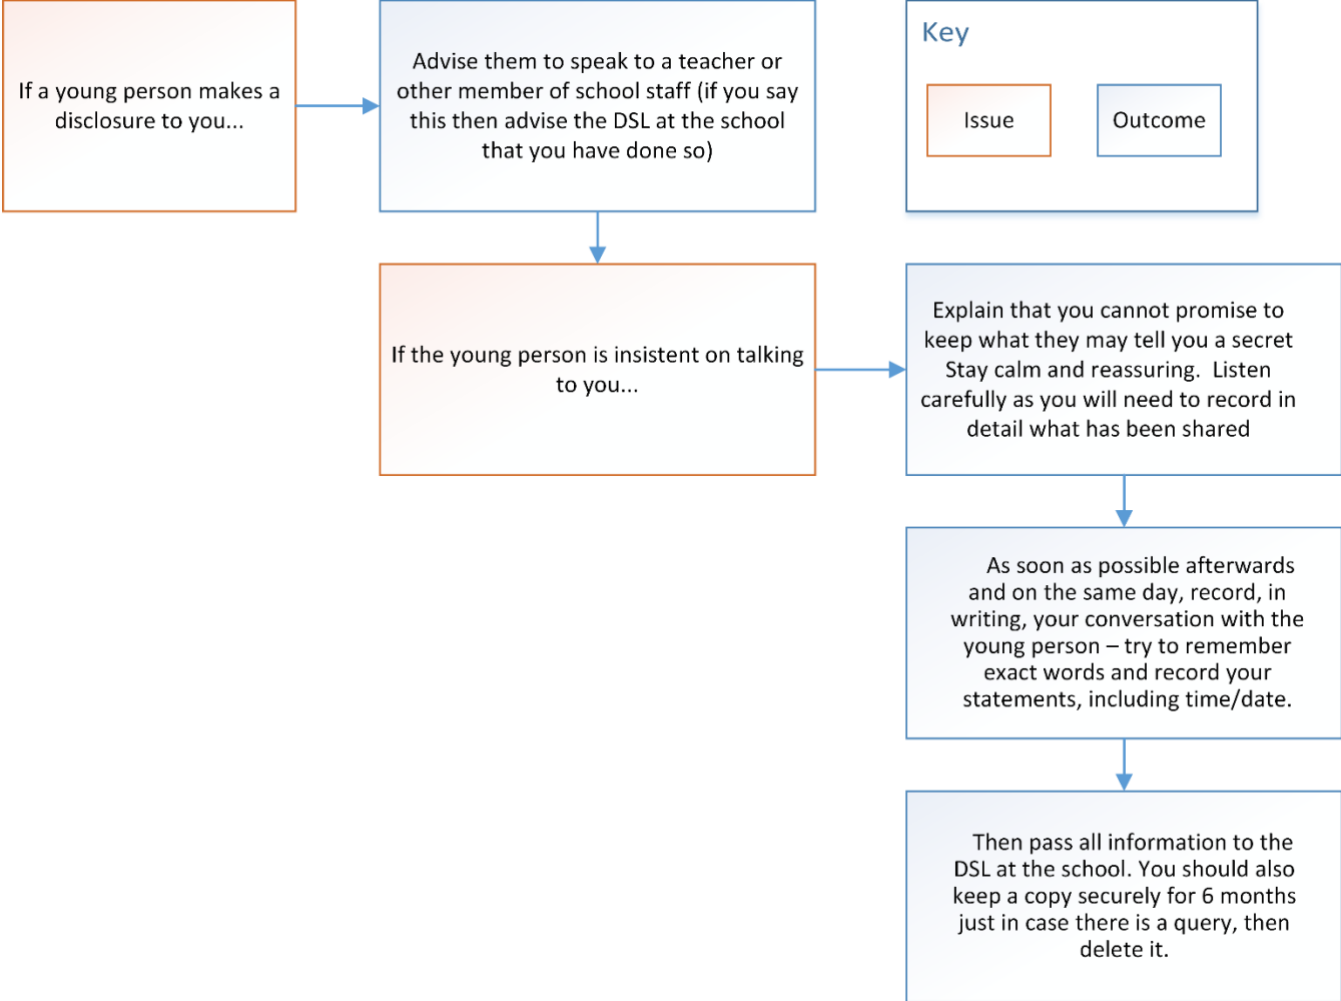 If a young person makes a
disclosure to you...
Advise them to speak to a teacher or
other member of school staff (if you say
this then advise the DSL at the school
that you have done so)
Key
Issue
Outcome
If the young person is insistent on talking
to you...
Explain that you cannot promise to
keep what they may tell you a secret
Stay calm and reassuring.  Listen
carefully as you will need to record in
detail what has been shared
As soon as possible afterwards
and on the same day, record, in
writing, your conversation with the
young person – try to remember
exact words and record your
statements, including time/date.
Then pass all information to the
DSL at the school. You should also
keep a copy securely for 6 months
just in case there is a query, then
delete it.